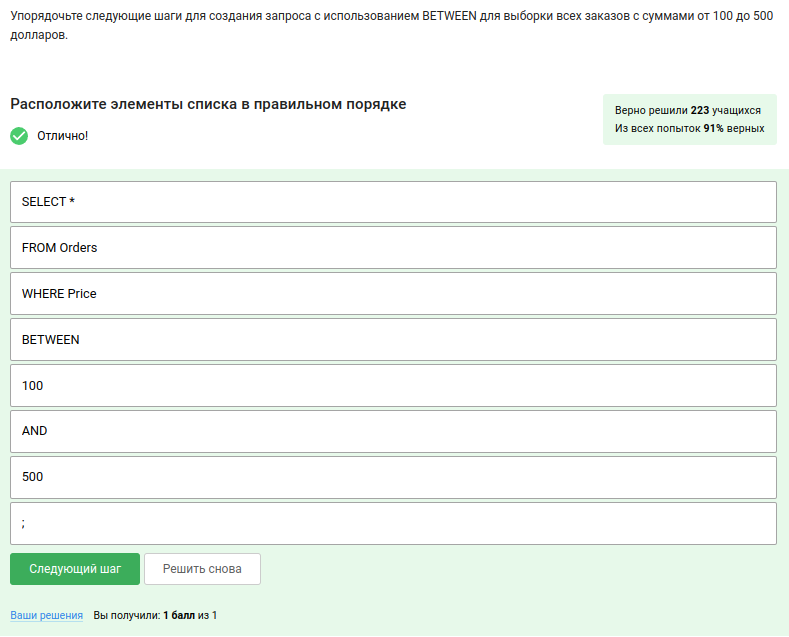 Упорядочьте следующие шаги для создания запроса с использованием BETWEEN для выборки всех заказов с суммами от 100 до 500
долларов.
Расположите элементы списка в правильном порядке
Отлично!
Верно решили 223 учащихся
Из всех попыток 91% верных
SELECT *
FROM Orders
WHERE Price
BETWEEN
100
AND
500
;
Следующий шаг
Решить снова
Ваши решения Вы получили: 1 балл из 1